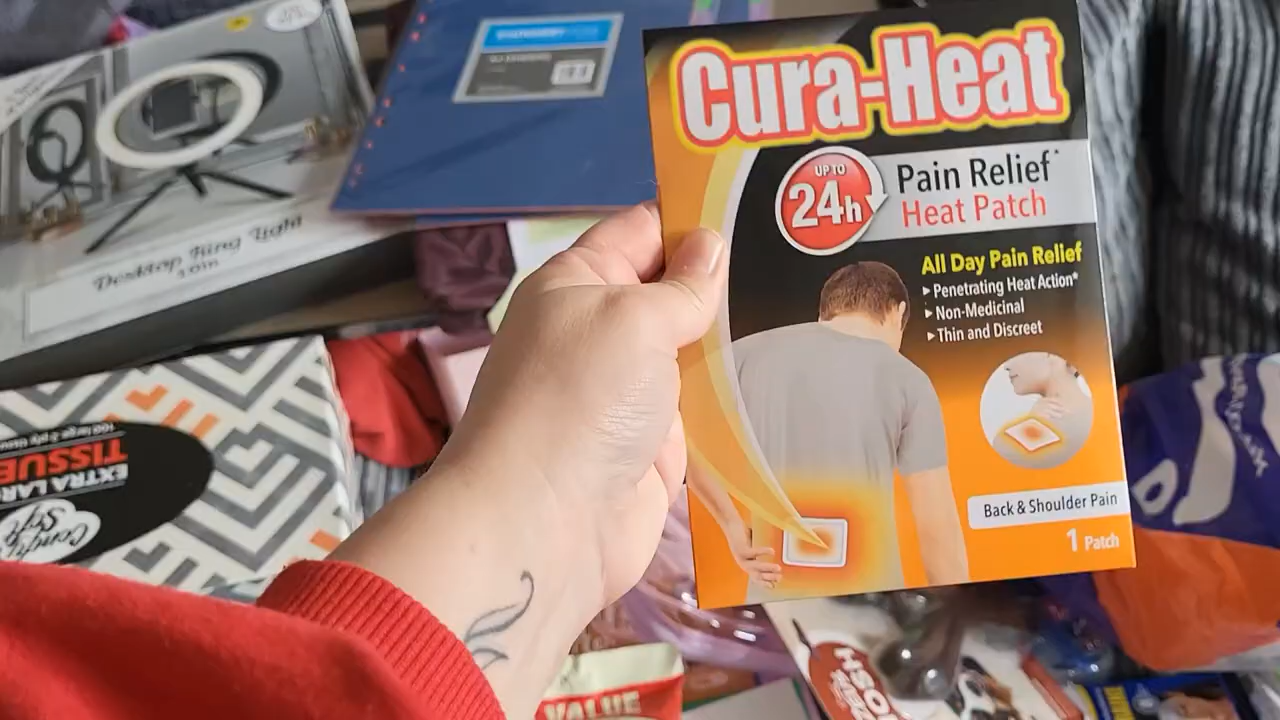 Cura-Heat
UP TO
24h
Pain Relief*
Heat Patch
All Day Pain Relief
▸ Penetrating Heat Action*
▸ Non-Medicinal
▸ Thin and Discreet
Back & Shoulder Pain
1 Patch
Desktop Ring Light
EXTRA LAR
TISSUE
VALUE